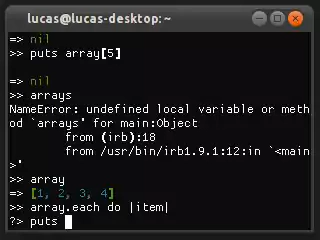 lucas@lucas-desktop:~
=> nil
>> puts array[5]
=> nil
>> arrays
NameError: undefined local variable or meth
od `arrays' for main:Object
from (irb):18
from /usr/bin/irb1.9.1:12:in `<main
>'
>> array
=> [1, 2, 3, 4]
>> array.each do |item|
?> puts